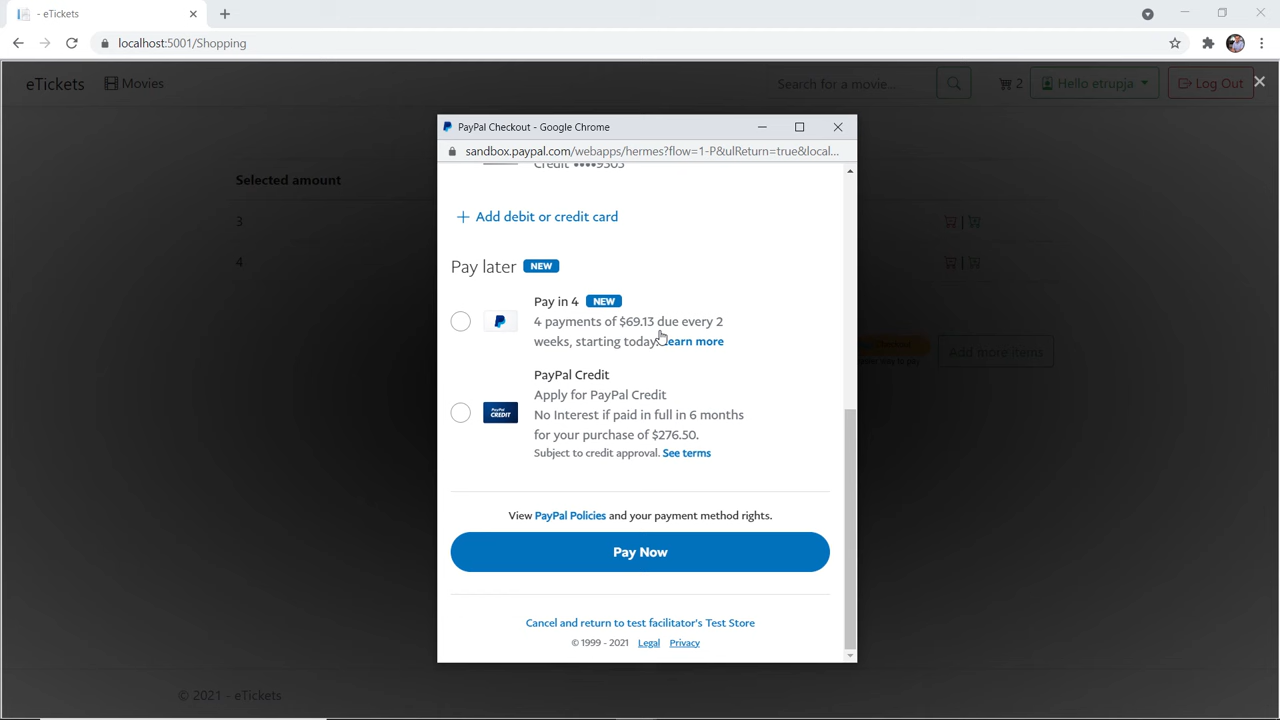 - eTickets
localhost:5001/Shopping
eTickets Movies Search for a movie... 2 Hello etrupja Log Out
PayPal Checkout - Google Chrome
sandbox.paypal.com/webapps/hermes?flow=1-P&ulReturn=true&local...
Selected amount
Credit ••••9303
3 |
+ Add debit or credit card
4 |
Pay later NEW
Pay in 4 NEW
4 payments of $69.13 due every 2
weeks, starting today. Learn more
Add more items
PayPal Credit
Apply for PayPal Credit
No Interest if paid in full in 6 months
for your purchase of $276.50.
Subject to credit approval. See terms
PayPal CREDIT
View PayPal Policies and your payment method rights.
Pay Now
Cancel and return to test facilitator's Test Store
© 1999 - 2021 Legal Privacy
© 2021 - eTickets